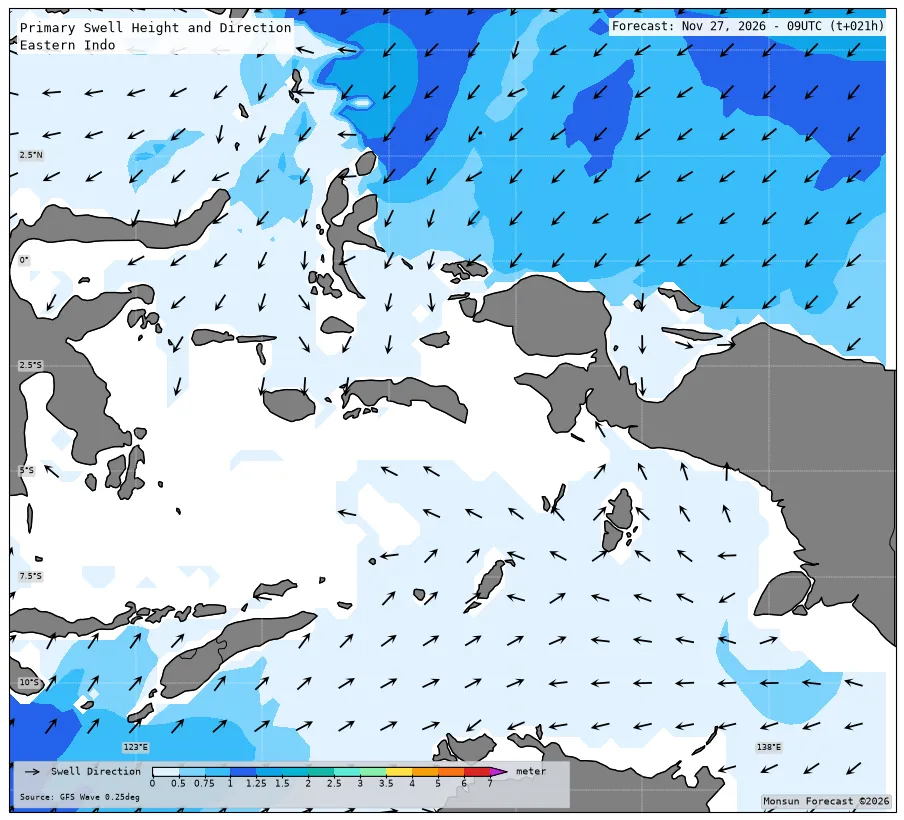 Primary Swell Height and Direction
Eastern Indo
Forecast: Nov 27, 2026 - 09UTC (t+021h)
2.5°N
0°
2.5°S
5°S
7.5°S
10°S
123°E
138°E
Swell Direction
0 0.5 0.75 1 1.25 1.5 2 2.5 3 3.5 4 5 6 7
meter
Source: GFS Wave 0.25deg
Monsun Forecast ©2026